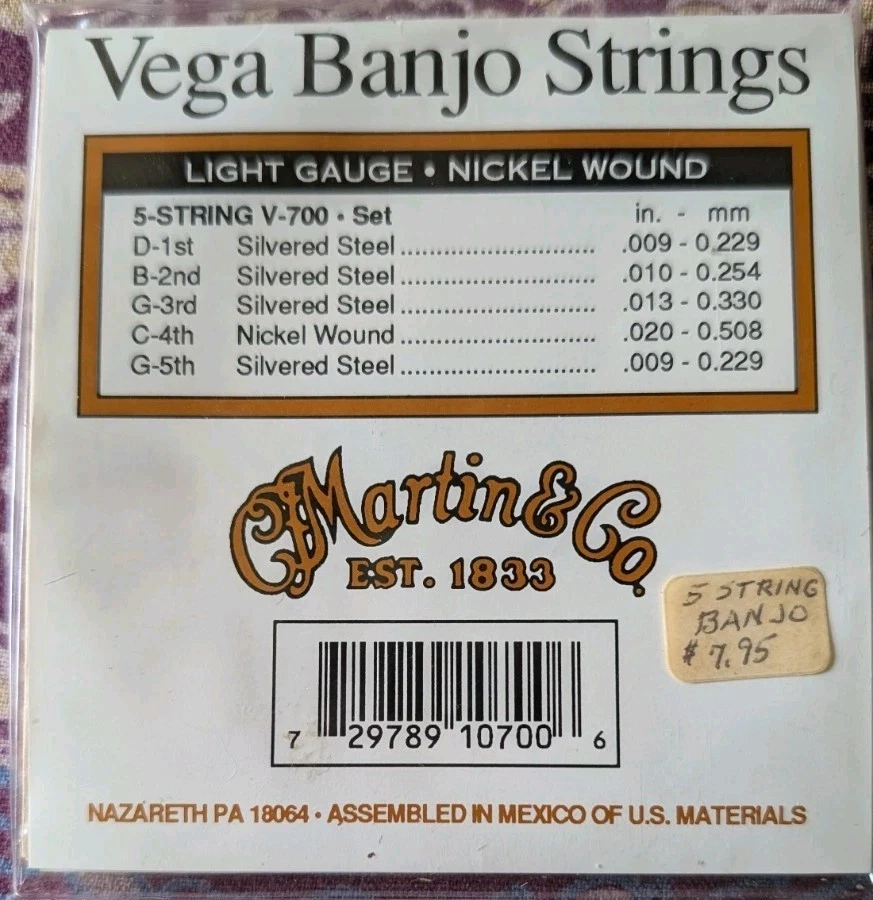 Vega Banjo Strings
LIGHT GAUGE • NICKEL WOUND
5-STRING V-700 • Set in. - mm
D-1st Silvered Steel .............................. .009 - 0.229
B-2nd Silvered Steel .............................. .010 - 0.254
G-3rd Silvered Steel .............................. .013 - 0.330
C-4th Nickel Wound .............................. .020 - 0.508
G-5th Silvered Steel .............................. .009 - 0.229
CFMartin & Co.
EST. 1833
5 STRING
BANJO
$7.95
7 29789 10700 6
NAZARETH PA 18064 • ASSEMBLED IN MEXICO OF U.S. MATERIALS